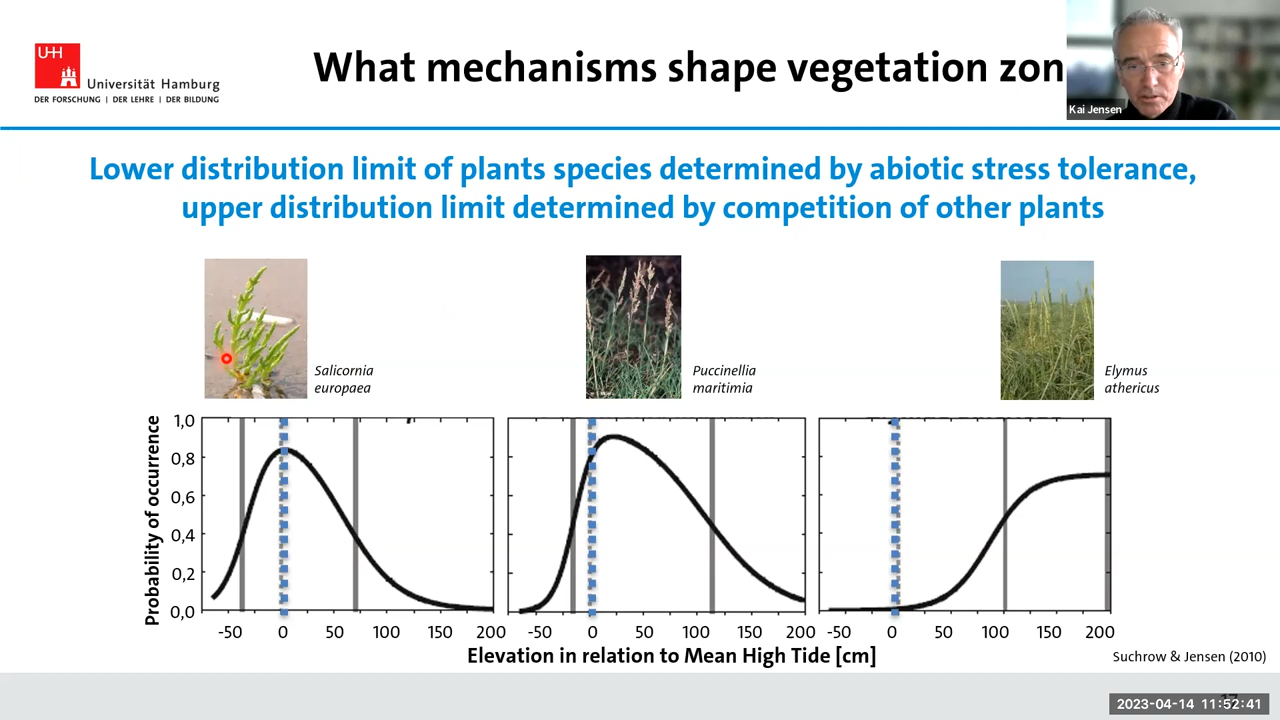 UHH
Universität Hamburg
DER FORSCHUNG | DER LEHRE | DER BILDUNG
What mechanisms shape vegetation zon
Kai Jensen
Lower distribution limit of plants species determined by abiotic stress tolerance,
upper distribution limit determined by competition of other plants
Salicornia
europaea
Puccinellia
maritimia
Elymus
athericus
Probability of occurrence
1,0
0,8
0,6
0,4
0,2
0,0
-50 0 50 100 150 200
-50 0 50 100 150 200
-50 0 50 100 150 200
Elevation in relation to Mean High Tide [cm]
Suchrow & Jensen (2010)
2023-04-14 11:52:41